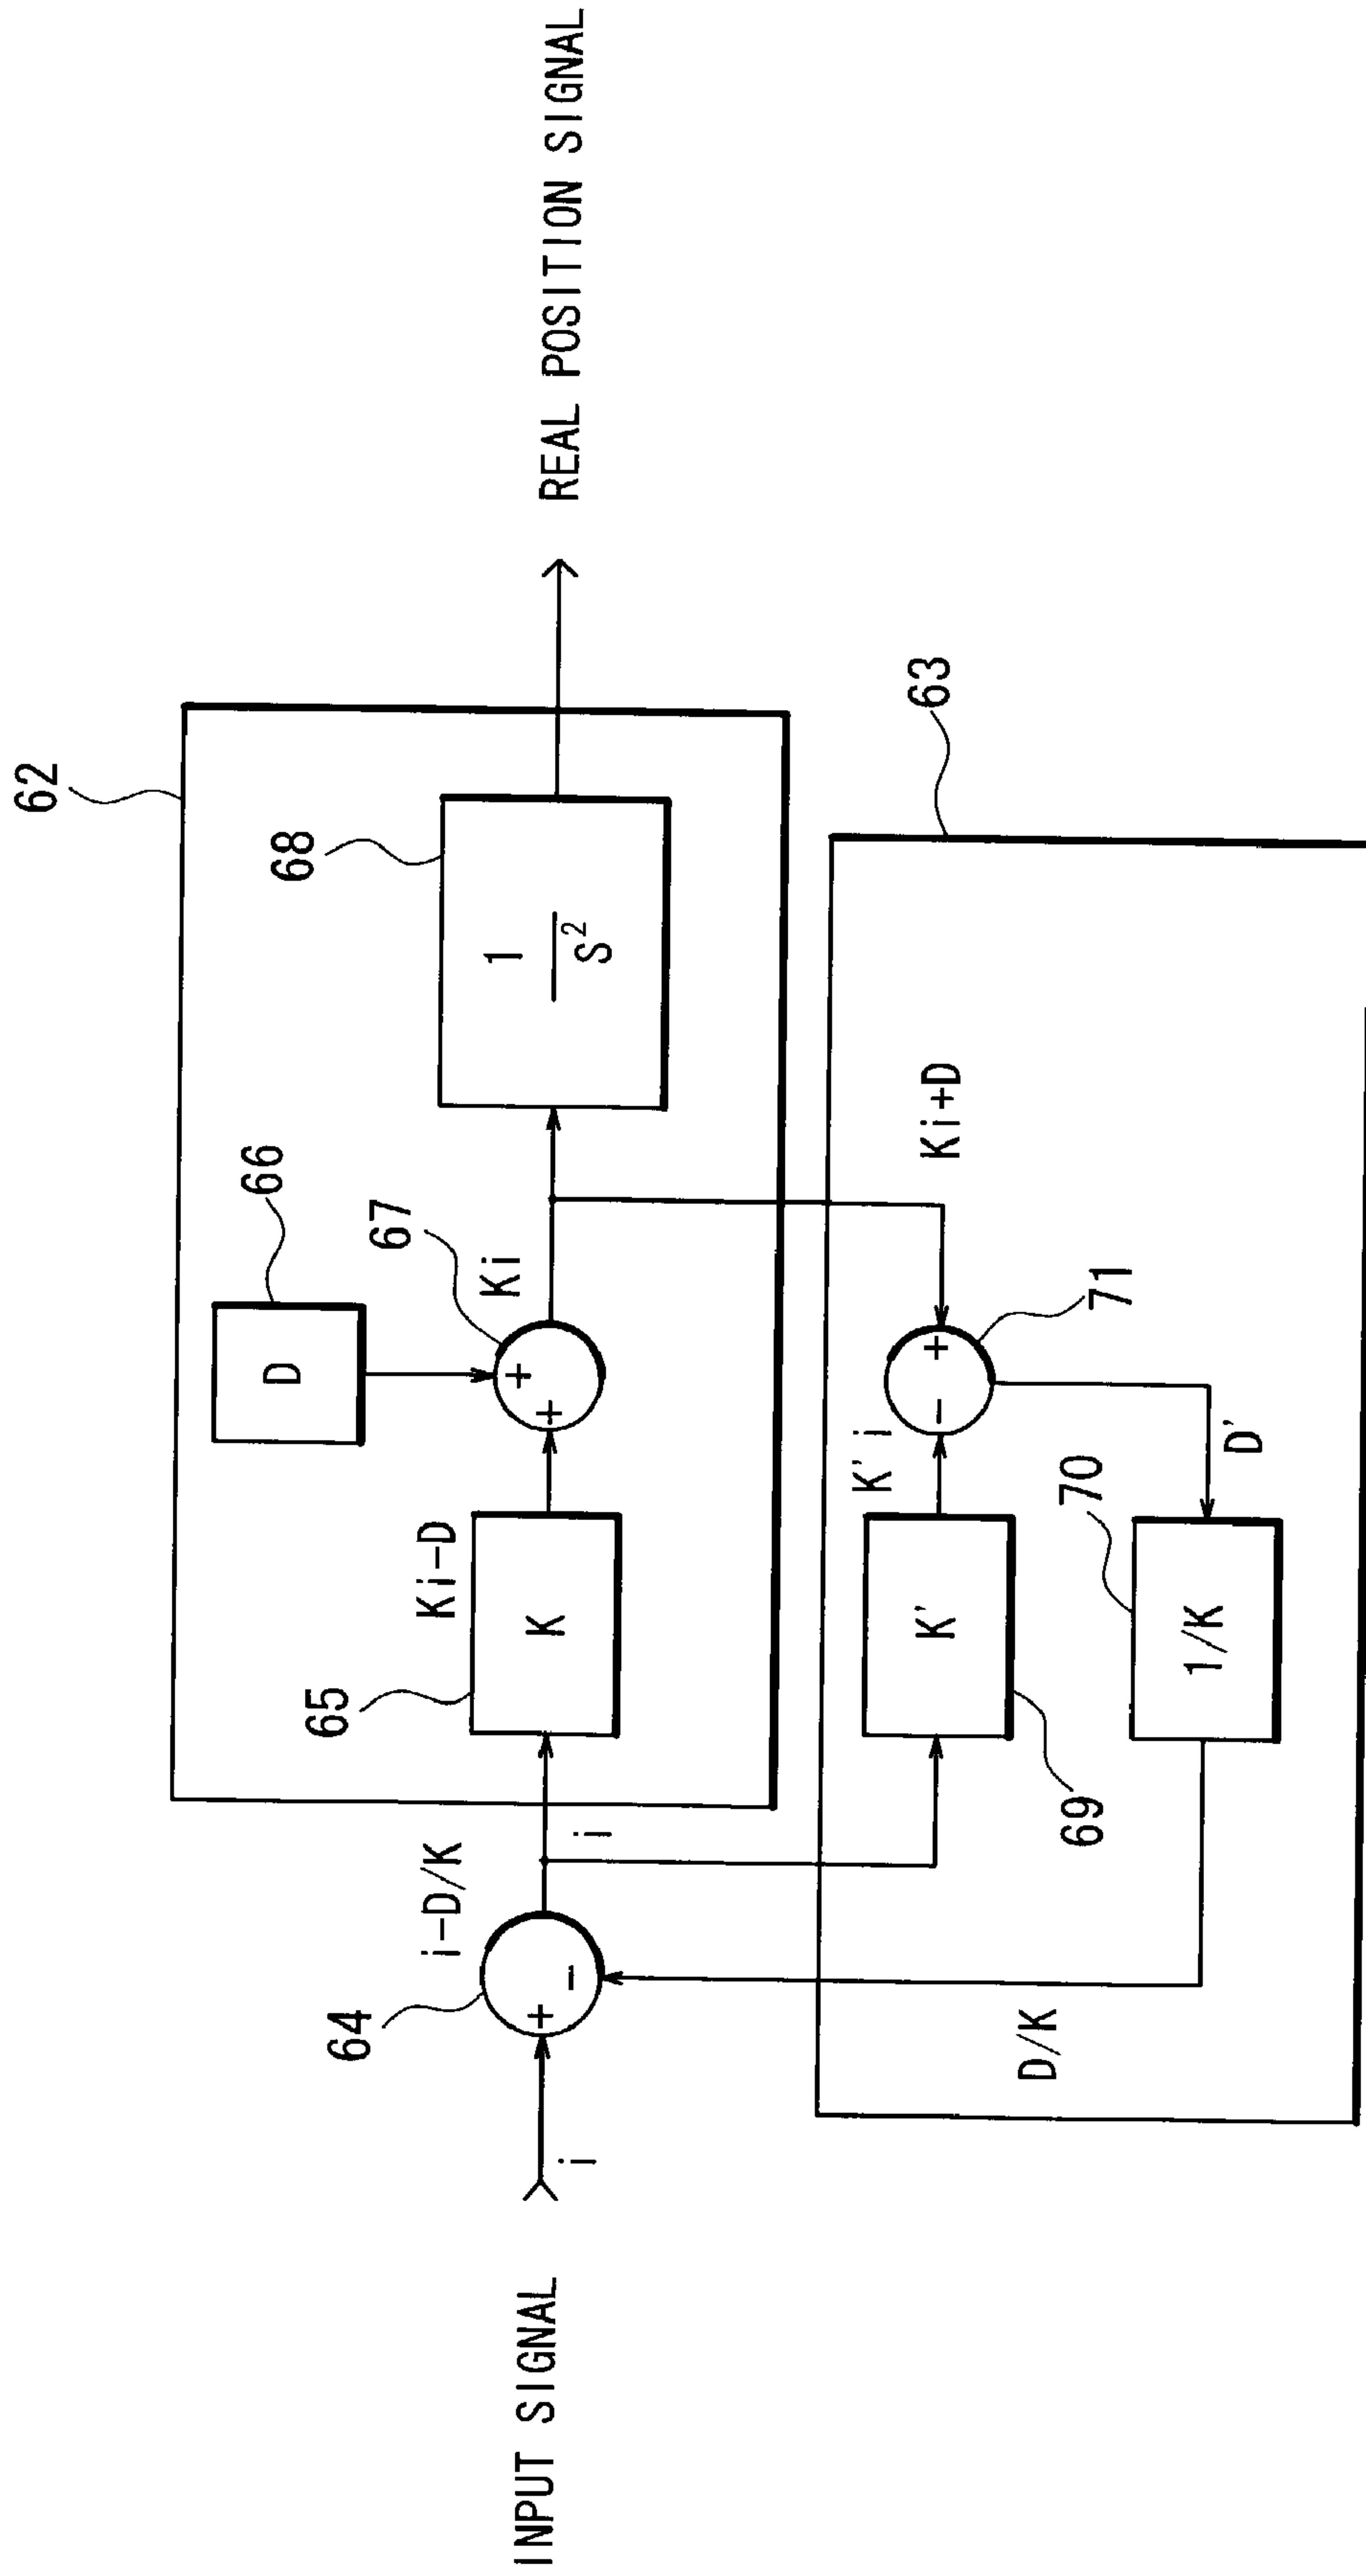 62
68
66
67
D
Ki
1
S²
REAL POSITION SIGNAL
65
Ki-D
K
+
+
64
i-D/K
i
+
-
INPUT SIGNAL
i
63
Ki+D
71
+
-
K' i
K'
69
70
D'
1/K
D/K